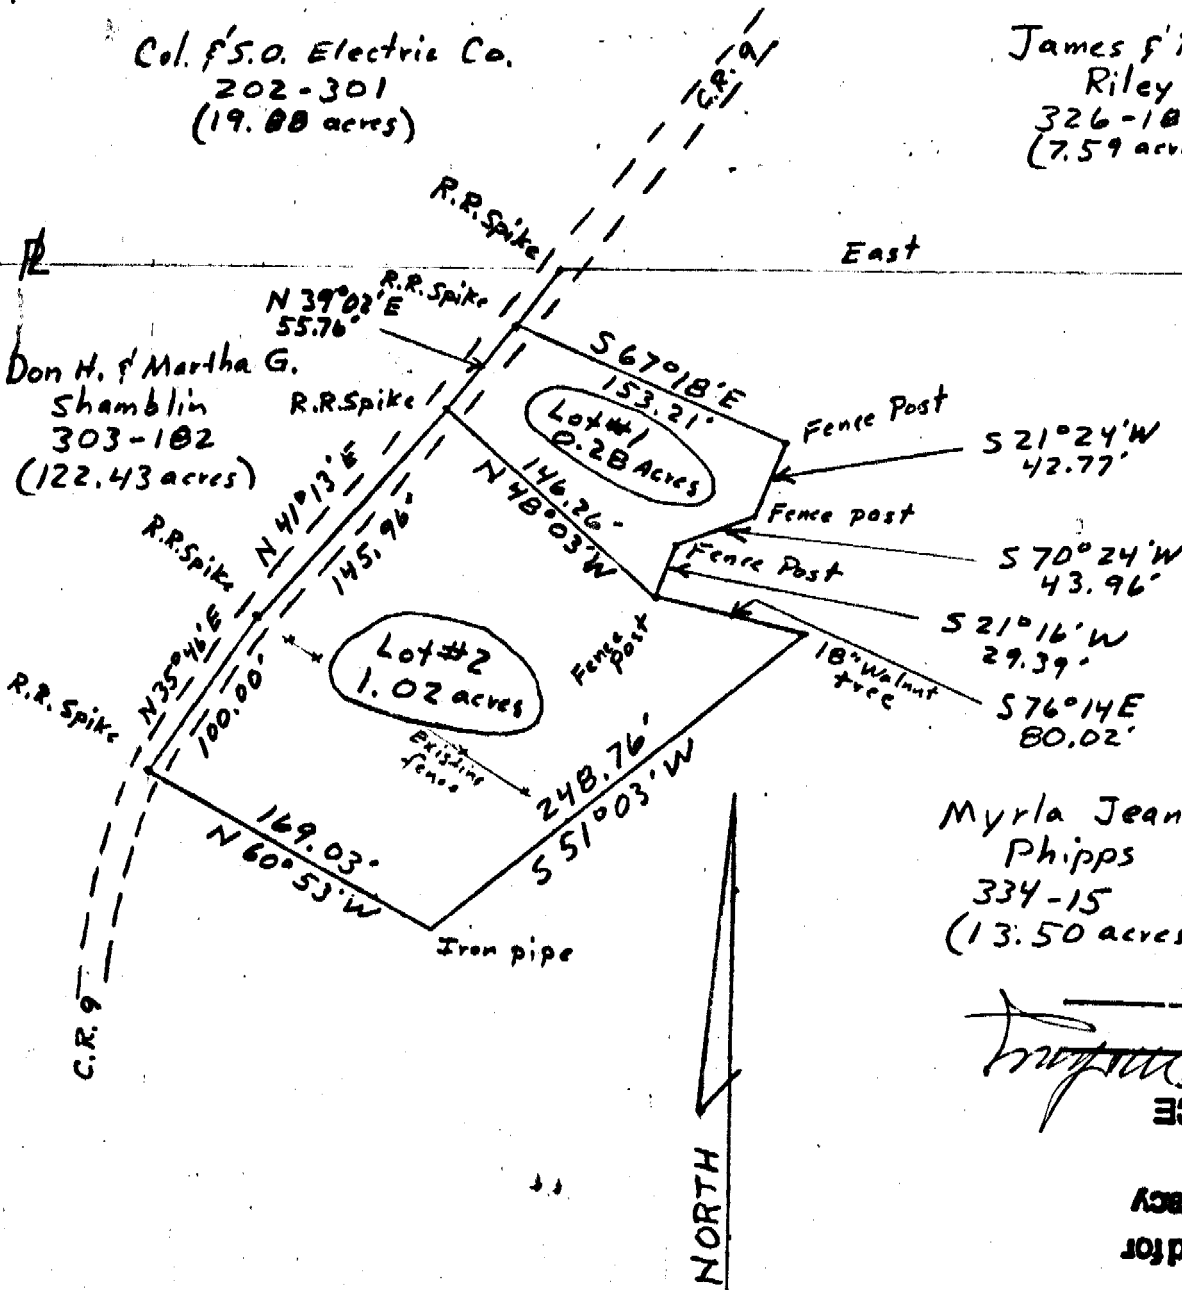 Col. & S.O. Electric Co.
202-301
(19.88 acres)
C.R. 9
James &
Riley
326-18
(7.59 acre
R.R. Spike
East
R.R. Spike
N 39°02'E
55.76'
Don H. & Martha G.
Shamblin
303-182
(122.43 acres)
R.R. Spike
S 67°18'E
153.21'
Lot #1
0.28 Acres
Fence Post
S 21°24'W
42.77'
146.26'
N 48°03'W
Fence post
S 70°24'W
43.96'
Fence Post
N 41°13'E
145.96'
R.R. Spike
S 21°16'W
29.39'
N 35°46'E
100.00'
Lot #2
1.02 acres
Fence
post
18" Walnut
tree
S 76°14 E
80.02'
R.R. Spike
Existing
fence
248.76'
S 51°03'W
169.03'
N 60°53'W
Iron pipe
Myrla Jean
Phipps
334-15
(13.50 acres
C.R. 9
NORTH